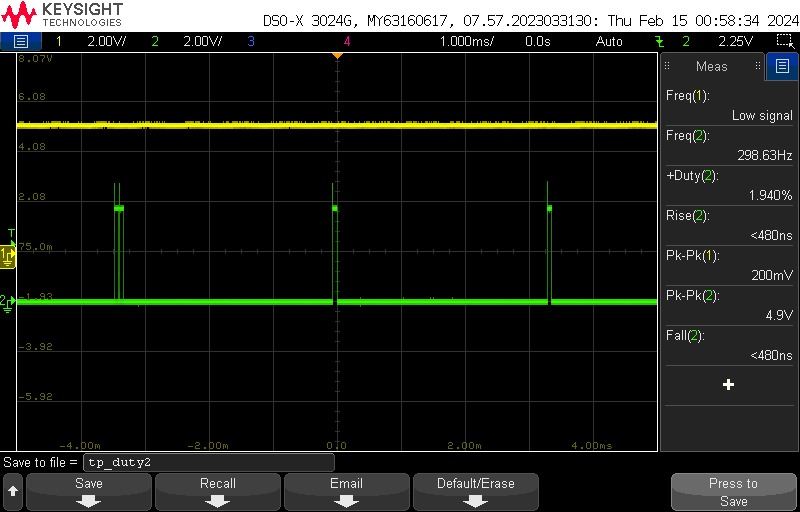 KEYSIGHT
TECHNOLOGIES
DSO-X 3024G, MY63160617, 07.57.2023033130: Thu Feb 15 00:58:34 2024
1 2.00V/ 2 2.00V/ 3 4 1.000ms/ 0.0s Auto 2 2.25V
8.07V
6.08
4.08
2.08
75.0m
-1.93
-3.92
-5.92
T
1
2
-4.00m -2.00m 0.0 2.00m 4.00ms
Meas
Freq(1):
Low signal
Freq(2):
298.63Hz
+Duty(2):
1.940%
Rise(2):
<480ns
Pk-Pk(1):
200mV
Pk-Pk(2):
4.9V
Fall(2):
<480ns
Save to file = tp_duty2
Save Recall Email Default/Erase Press to
Save